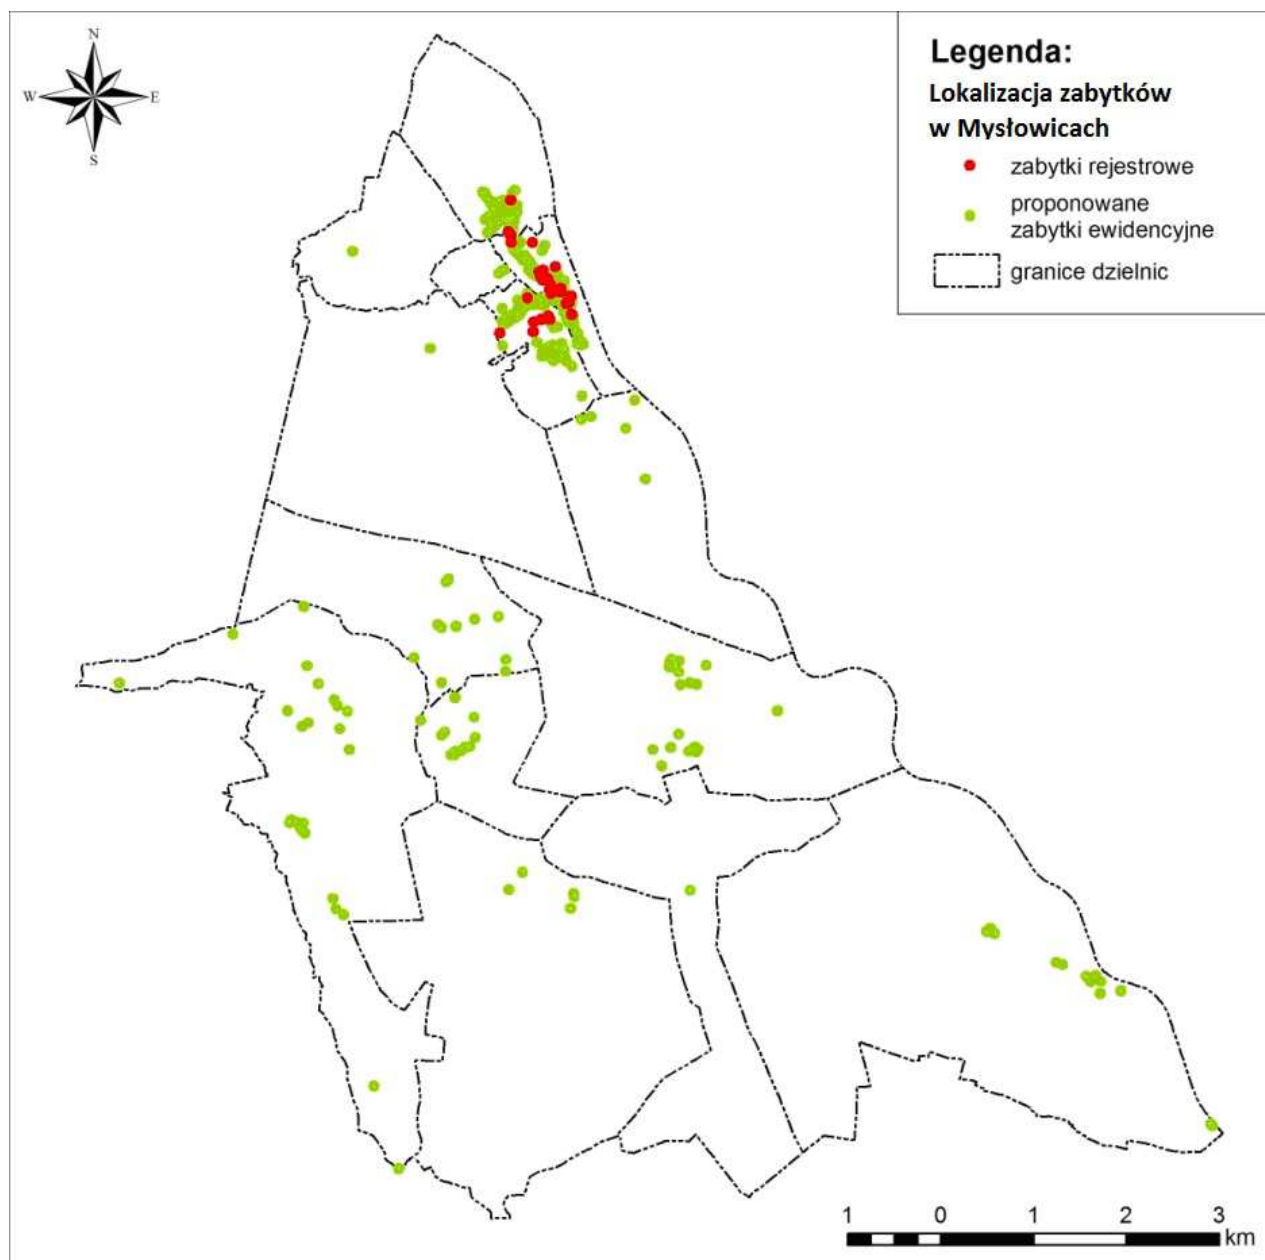 N
W E
S
Legenda:
Lokalizacja zabytków
w Mysłowicach
zabytki rejestrowe
proponowane
zabytki ewidencyjne
granice dzielnic
1 0 1 2 3
km